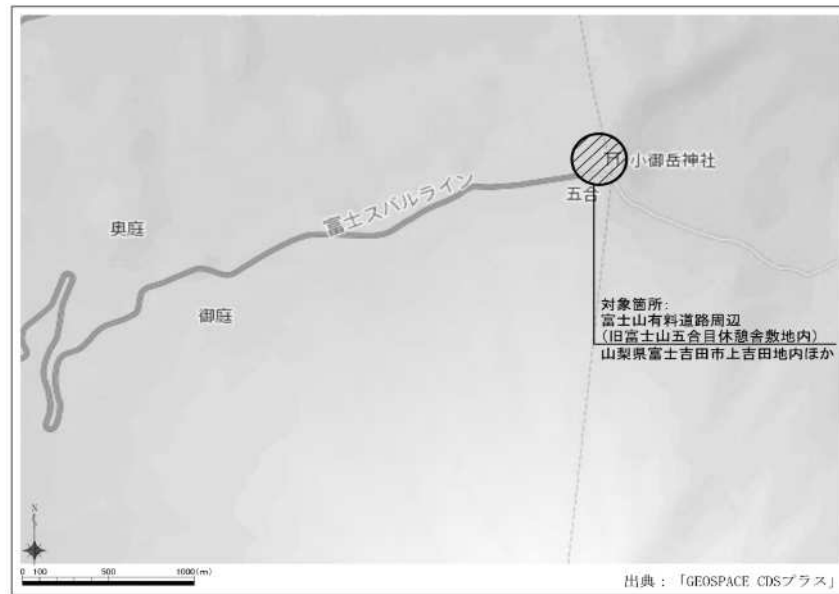 小御岳神社
富士スバルライン
五合
奥庭
御庭
対象箇所:
富士山有料道路周辺
(旧富士山五合目休憩舎敷地内)
山梨県富士吉田市上吉田地内ほか
N
0 100 500 1000(m)
出典:「GEOSPACE CDSプラス」